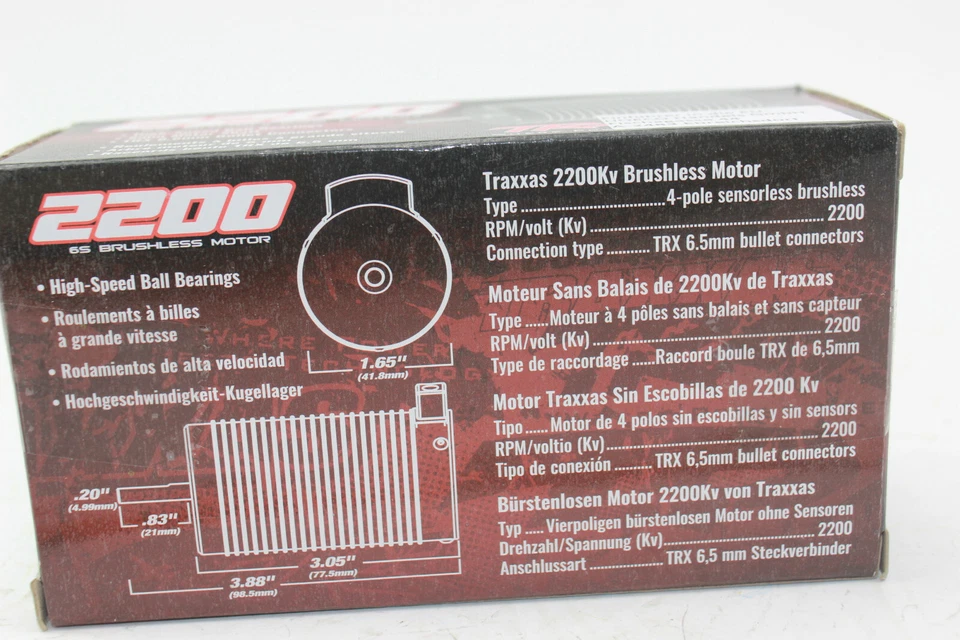 2200
6S BRUSHLESS MOTOR
• High-Speed Ball Bearings
• Roulements à billes
à grande vitesse
• Rodamientos de alta velocidad
• Hochgeschwindigkeit-Kugellager
1.65"
(41.8mm)
.20"
(4.99mm)
.83"
(21mm)
3.05"
(77.5mm)
3.88"
(98.5mm)
Traxxas 2200Kv Brushless Motor
Type ..............................4-pole sensorless brushless
RPM/volt (Kv) .................................................. 2200
Connection type .......... TRX 6.5mm bullet connectors
Moteur Sans Balais de 2200Kv de Traxxas
Type ......Moteur à 4 pôles sans balais et sans capteur
RPM/volt (Kv) .................................................. 2200
Type de raccordage ..... Raccord boule TRX de 6,5mm
Motor Traxxas Sin Escobillas de 2200 Kv
Tipo ...... Motor de 4 polos sin escobillas y sin sensors
RPM/voltio (Kv)................................................ 2200
Tipo de conexión .......... TRX 6,5mm bullet connectors
Bürstenlosen Motor 2200Kv von Traxxas
Typ ..... Vierpoligen bürstenlosen Motor ohne Sensoren
Drehzahl/Spannung (Kv)................................... 2200
Anschlussart .................... TRX 6,5 mm Steckverbinder